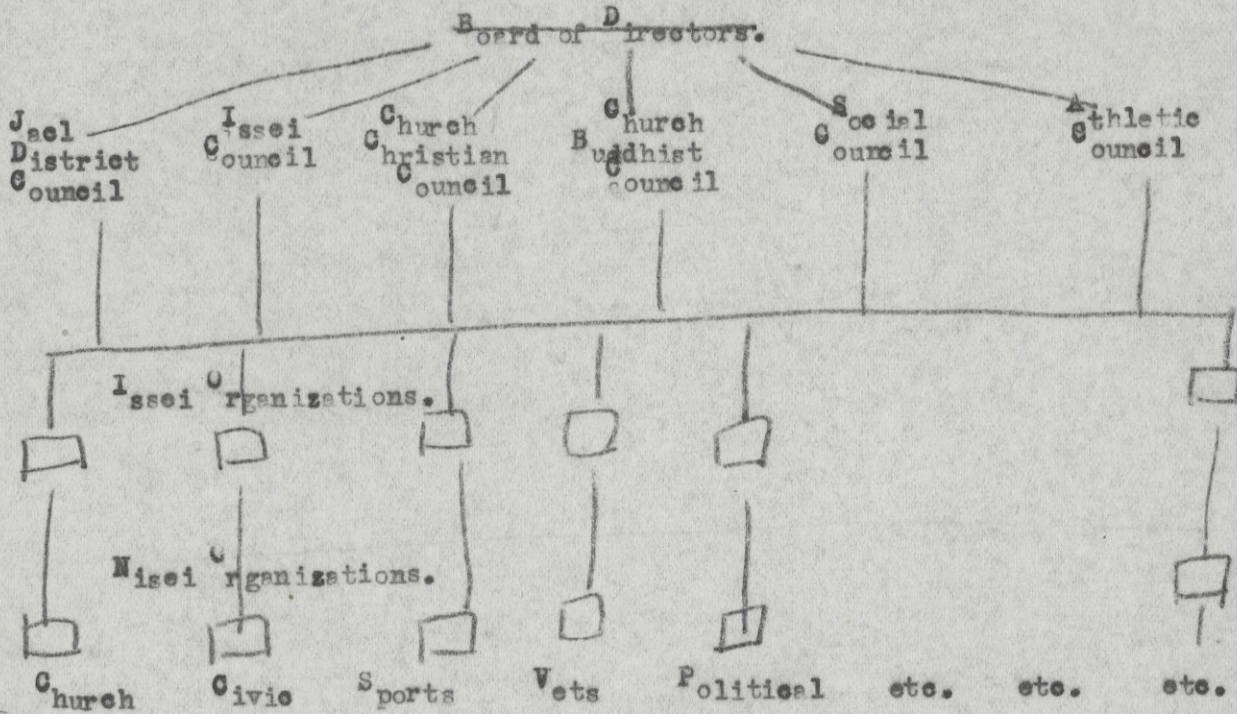 Board of Directors.
Jacl
District
Council
Issei
Council
Church
Christian
Council
Church
Buddhist
Council
Social
Council
Athletic
Council
Issei Organizations.
Nisei Organizations.
Church Civic Sports Vets Political etc. etc. etc.